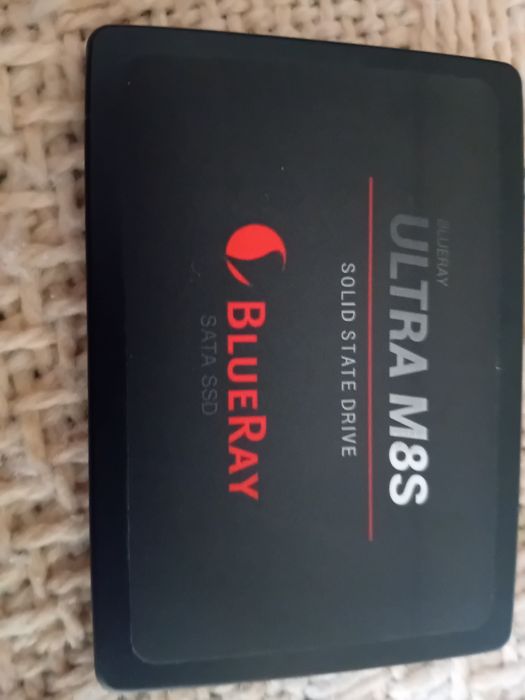 BLUERAY
ULTRA M8S
SOLID STATE DRIVE
BLUERAY
SATA SSD